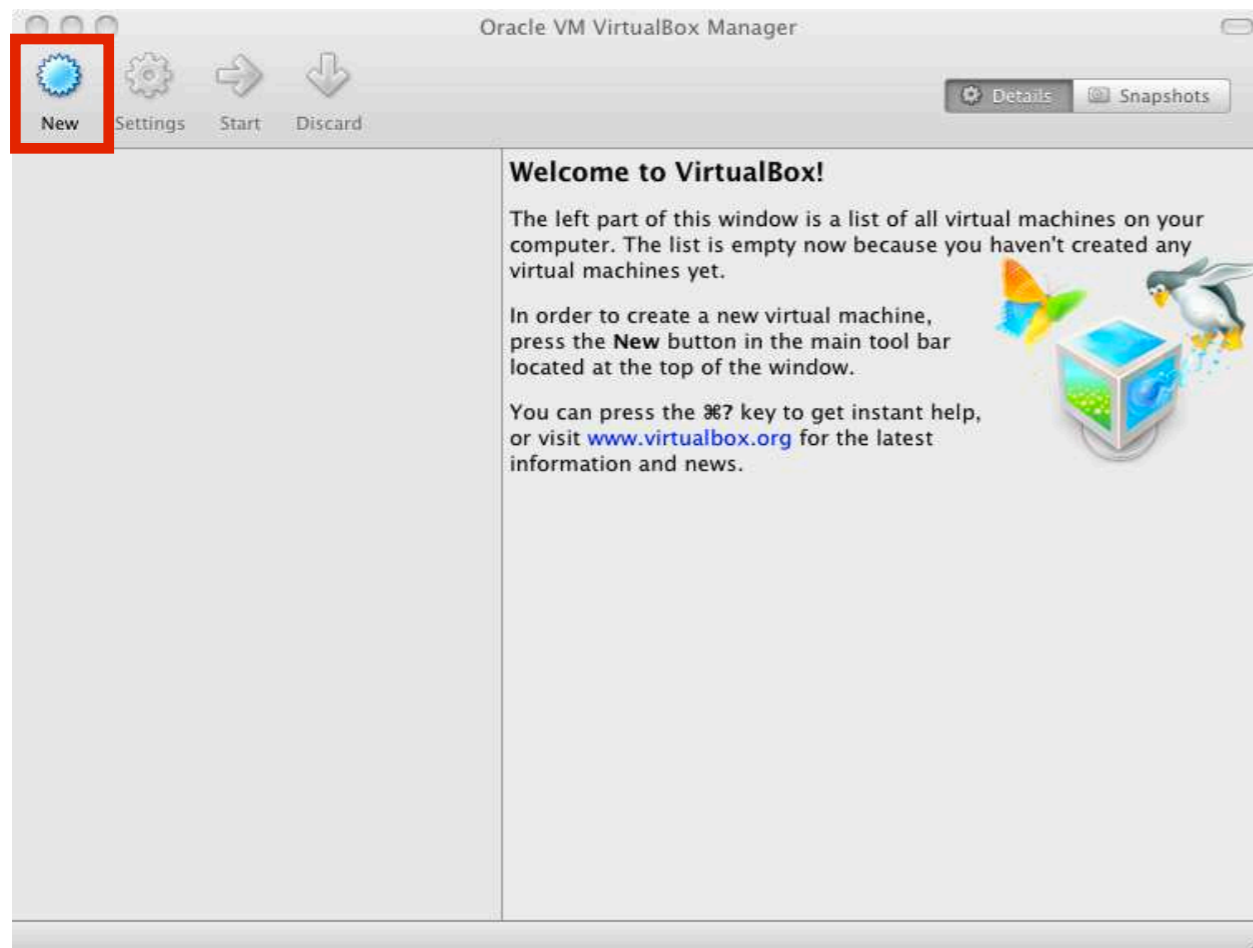 Oracle VM VirtualBox Manager
New Settings Start Discard
Details Snapshots
Welcome to VirtualBox!
The left part of this window is a list of all virtual machines on your
computer. The list is empty now because you haven't created any
virtual machines yet.
In order to create a new virtual machine,
press the New button in the main tool bar
located at the top of the window.
You can press the ⌘? key to get instant help,
or visit www.virtualbox.org for the latest
information and news.